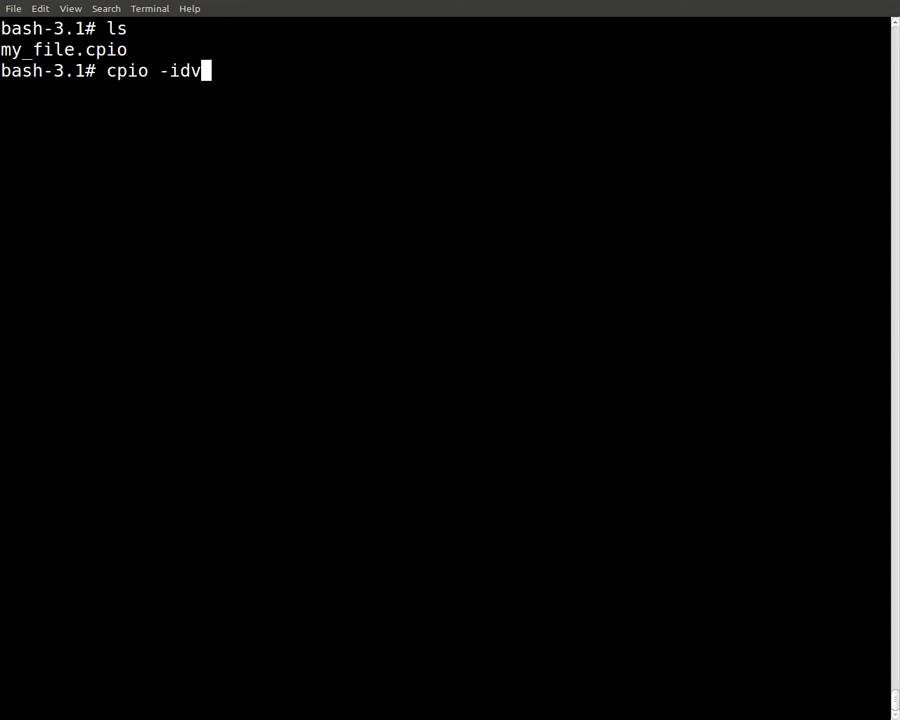 File Edit View Search Terminal Help
bash-3.1# ls
my_file.cpio
bash-3.1# cpio -idv